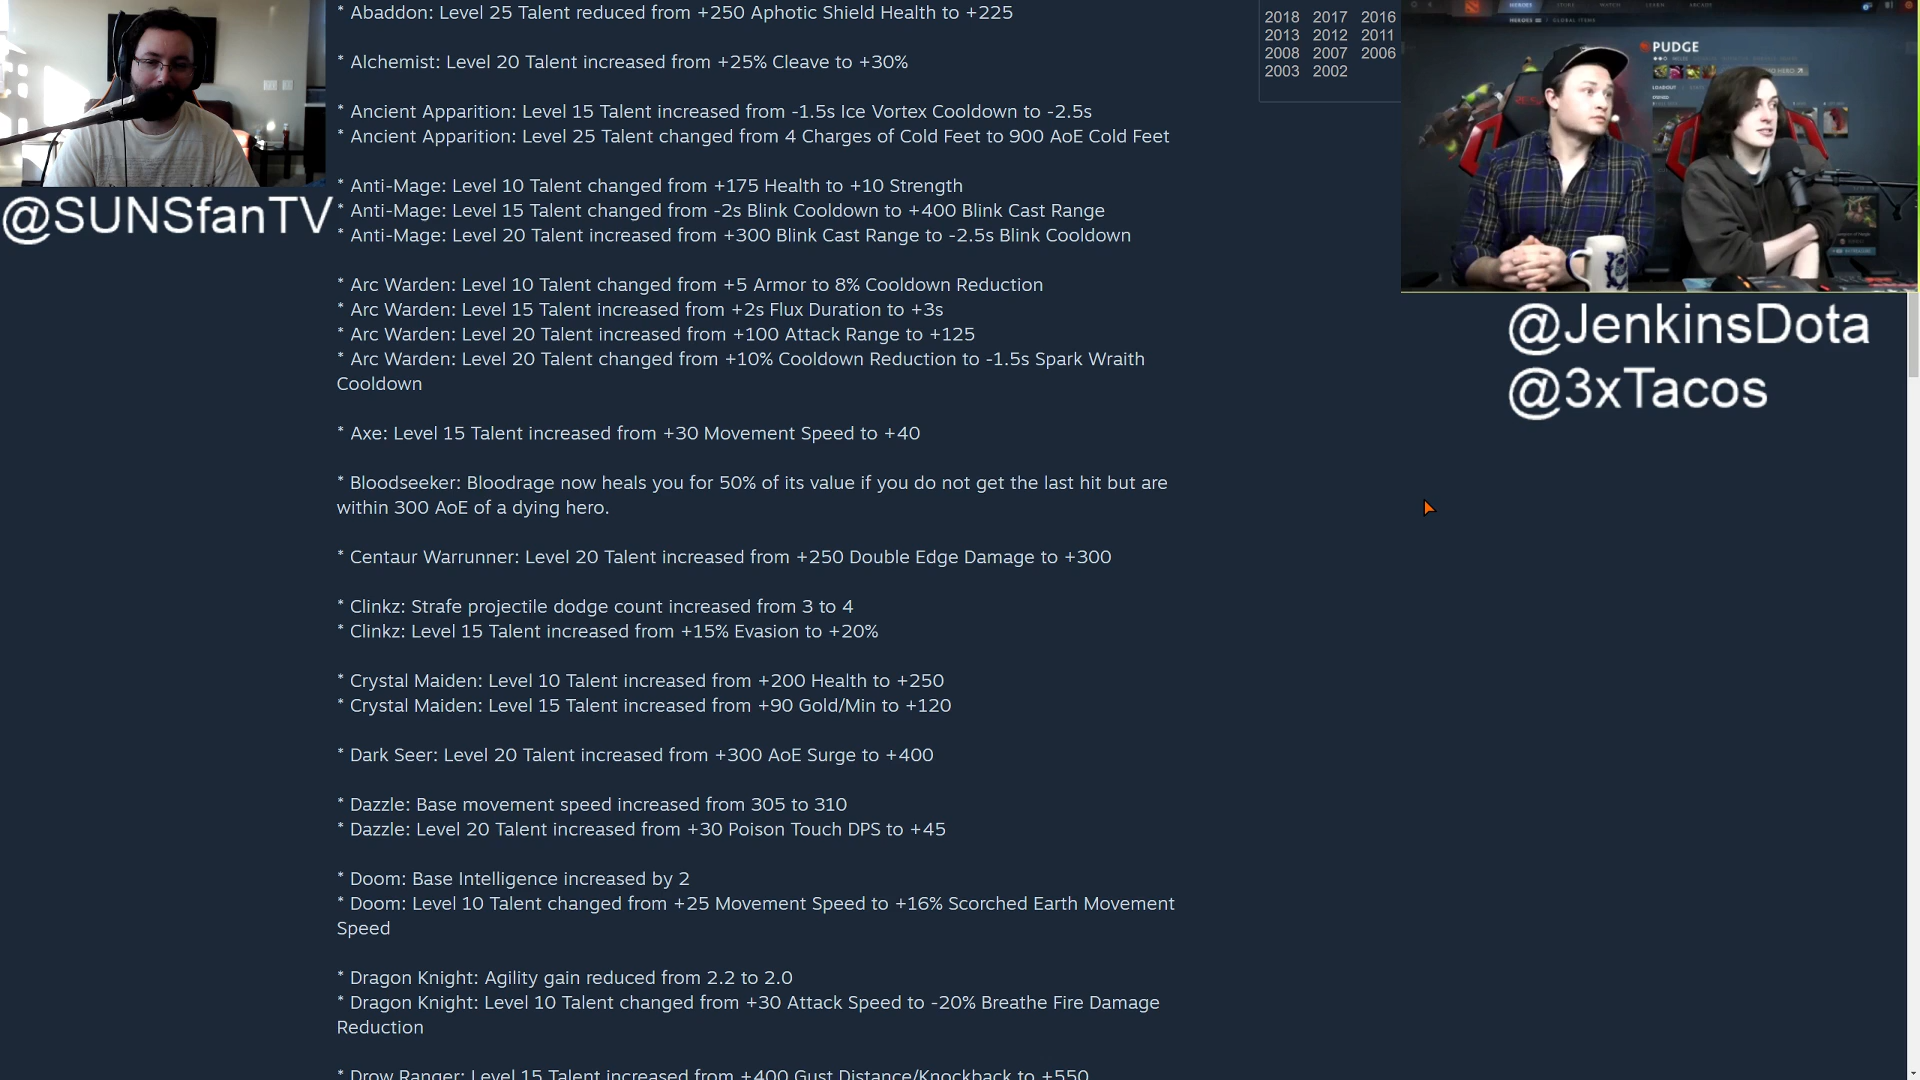 * Abaddon: Level 25 Talent reduced from +250 Aphotic Shield Health to +225
* Alchemist: Level 20 Talent increased from +25% Cleave to +30%
* Ancient Apparition: Level 15 Talent increased from -1.5s Ice Vortex Cooldown to -2.5s
* Ancient Apparition: Level 25 Talent changed from 4 Charges of Cold Feet to 900 AoE Cold Feet
* Anti-Mage: Level 10 Talent changed from +175 Health to +10 Strength
* Anti-Mage: Level 15 Talent changed from -2s Blink Cooldown to +400 Blink Cast Range
* Anti-Mage: Level 20 Talent increased from +300 Blink Cast Range to -2.5s Blink Cooldown
* Arc Warden: Level 10 Talent changed from +5 Armor to 8% Cooldown Reduction
* Arc Warden: Level 15 Talent increased from +2s Flux Duration to +3s
* Arc Warden: Level 20 Talent increased from +100 Attack Range to +125
* Arc Warden: Level 20 Talent changed from +10% Cooldown Reduction to -1.5s Spark Wraith
Cooldown
* Axe: Level 15 Talent increased from +30 Movement Speed to +40
* Bloodseeker: Bloodrage now heals you for 50% of its value if you do not get the last hit but are
within 300 AoE of a dying hero.
* Centaur Warrunner: Level 20 Talent increased from +250 Double Edge Damage to +300
* Clinkz: Strafe projectile dodge count increased from 3 to 4
* Clinkz: Level 15 Talent increased from +15% Evasion to +20%
* Crystal Maiden: Level 10 Talent increased from +200 Health to +250
* Crystal Maiden: Level 15 Talent increased from +90 Gold/Min to +120
* Dark Seer: Level 20 Talent increased from +300 AoE Surge to +400
* Dazzle: Base movement speed increased from 305 to 310
* Dazzle: Level 20 Talent increased from +30 Poison Touch DPS to +45
* Doom: Base Intelligence increased by 2
* Doom: Level 10 Talent changed from +25 Movement Speed to +16% Scorched Earth Movement
Speed
* Dragon Knight: Agility gain reduced from 2.2 to 2.0
* Dragon Knight: Level 10 Talent changed from +30 Attack Speed to -20% Breathe Fire Damage
Reduction
* Drow Ranger: Level 15 Talent increased from +400 Gust Distance/Knockback to +550
@SUNSfanTV
2018 2017 2016
2013 2012 2011
2008 2007 2006
2003 2002
HEROES STORE WATCH LEARN ARCADE
HEROES GLOBAL ITEMS
PUDGE
LOADOUT
@JenkinsDota
@3xTacos